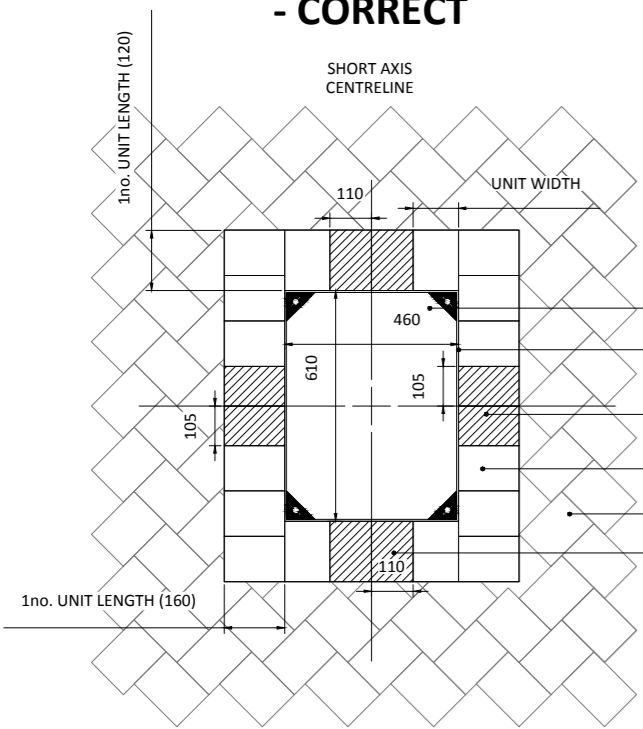 - CORRECT
SHORT AXIS
CENTRELINE
1no. UNIT LENGTH (120)
110
UNIT WIDTH
460
610
105
105
110
1no. UNIT LENGTH (160)